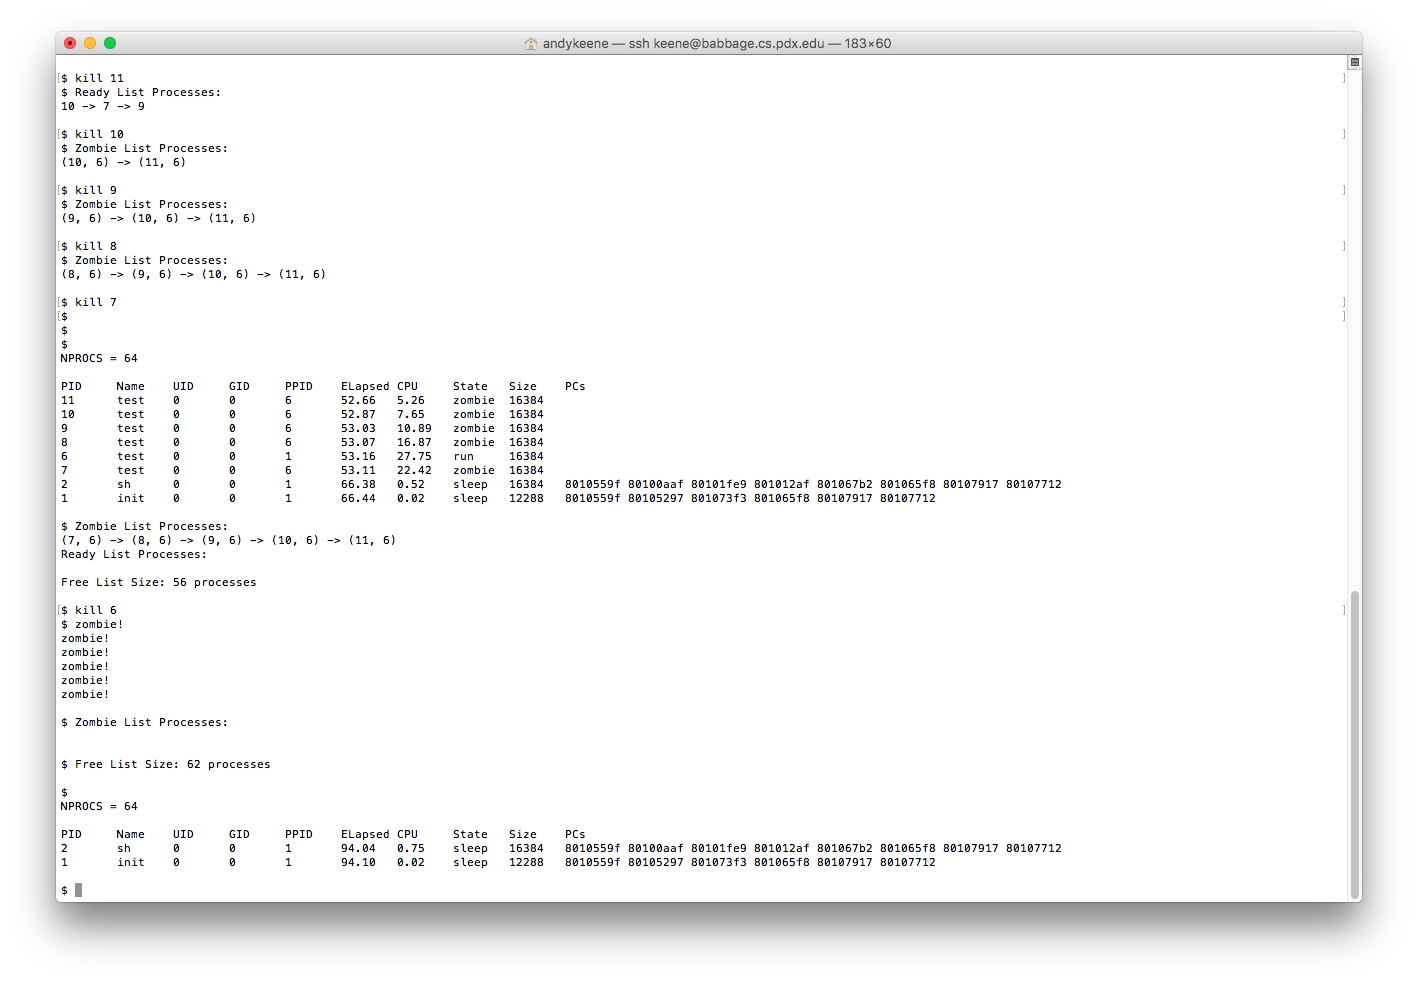 andykeene — ssh keene@babbage.cs.pdx.edu — 183×60
[$ kill 11 ]
$ Ready List Processes:
10 -> 7 -> 9
[$ kill 10 ]
$ Zombie List Processes:
(10, 6) -> (11, 6)
[$ kill 9 ]
$ Zombie List Processes:
(9, 6) -> (10, 6) -> (11, 6)
[$ kill 8 ]
$ Zombie List Processes:
(8, 6) -> (9, 6) -> (10, 6) -> (11, 6)
[$ kill 7 ]
[$ ]
$
$
NPROCS = 64
PID Name UID GID PPID ELapsed CPU State Size PCs
11 test 0 0 6 52.66 5.26 zombie 16384
10 test 0 0 6 52.87 7.65 zombie 16384
9 test 0 0 6 53.03 10.89 zombie 16384
8 test 0 0 6 53.07 16.87 zombie 16384
6 test 0 0 1 53.16 27.75 run 16384
7 test 0 0 6 53.11 22.42 zombie 16384
2 sh 0 0 1 66.38 0.52 sleep 16384 8010559f 80100aaf 80101fe9 801012af 801067b2 801065f8 80107917 80107712
1 init 0 0 1 66.44 0.02 sleep 12288 8010559f 80105297 801073f3 801065f8 80107917 80107712
$ Zombie List Processes:
(7, 6) -> (8, 6) -> (9, 6) -> (10, 6) -> (11, 6)
Ready List Processes:
Free List Size: 56 processes
[$ kill 6 ]
$ zombie!
zombie!
zombie!
zombie!
zombie!
zombie!
$ Zombie List Processes:
$ Free List Size: 62 processes
$
NPROCS = 64
PID Name UID GID PPID ELapsed CPU State Size PCs
2 sh 0 0 1 94.04 0.75 sleep 16384 8010559f 80100aaf 80101fe9 801012af 801067b2 801065f8 80107917 80107712
1 init 0 0 1 94.10 0.02 sleep 12288 8010559f 80105297 801073f3 801065f8 80107917 80107712
$